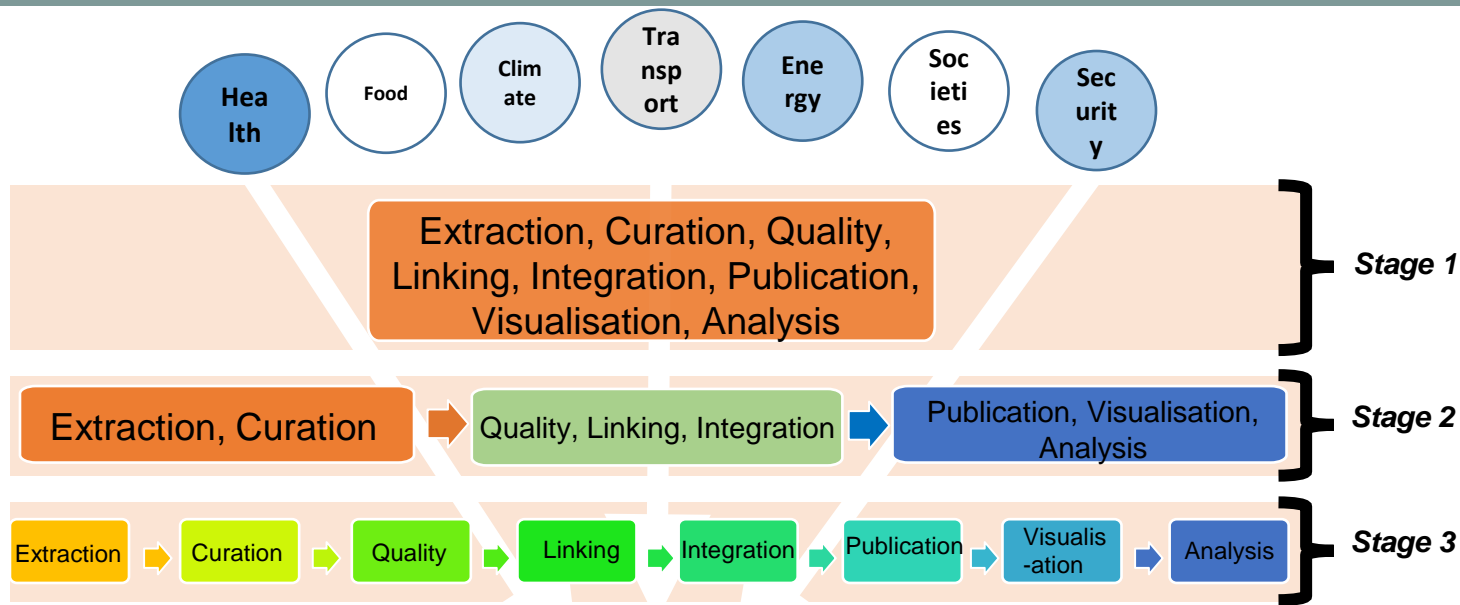 Hea
lth
Food
Clim
ate
Tra
nsp
ort
Ene
rgy
Soc
ieti
es
Sec
urit
y
Extraction, Curation, Quality,
Linking, Integration, Publication,
Visualisation, Analysis
Stage 1
Extraction, Curation
Quality, Linking, Integration
Publication, Visualisation,
Analysis
Stage 2
Extraction
Curation
Quality
Linking
Integration
Publication
Visualis
-ation
Analysis
Stage 3